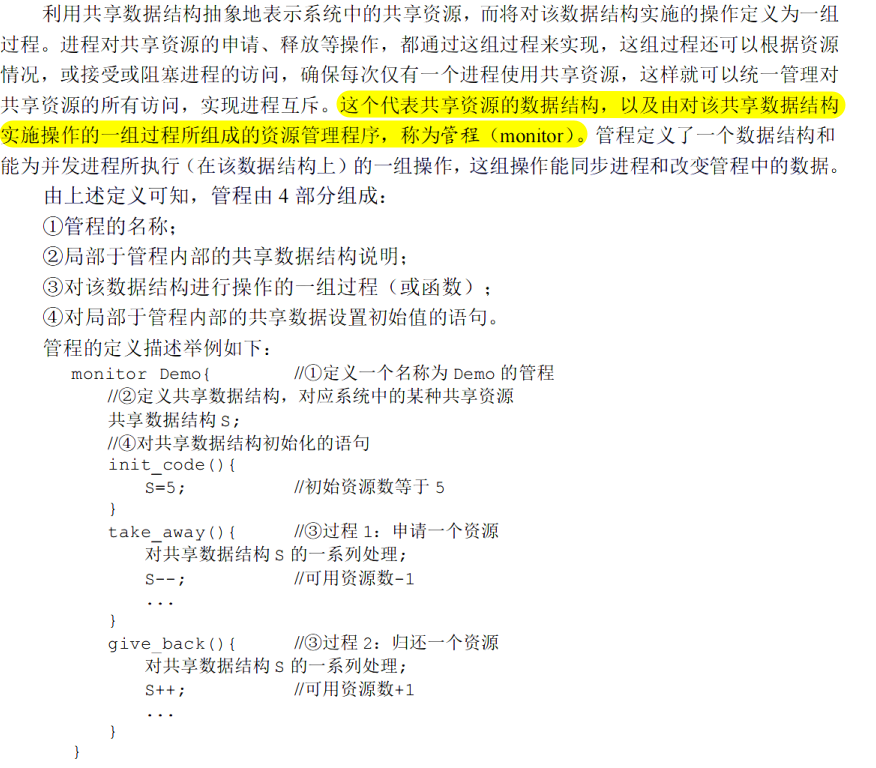 利用共享数据结构抽象地表示系统中的共享资源，而将对该数据结构实施的操作定义为一组
过程。进程对共享资源的申请、释放等操作，都通过这组过程来实现，这组过程还可以根据资源
情况，或接受或阻塞进程的访问，确保每次仅有一个进程使用共享资源，这样就可以统一管理对
共享资源的所有访问，实现进程互斥。这个代表共享资源的数据结构，以及由对该共享数据结构
实施操作的一组过程所组成的资源管理程序，称为管程（monitor）。管程定义了一个数据结构和
能为并发进程所执行（在该数据结构上）的一组操作，这组操作能同步进程和改变管程中的数据。
由上述定义可知，管程由 4 部分组成：
①管程的名称；
②局部于管程内部的共享数据结构说明；
③对该数据结构进行操作的一组过程（或函数）；
④对局部于管程内部的共享数据设置初始值的语句。
管程的定义描述举例如下：
monitor Demo{ //①定义一个名称为 Demo 的管程
//②定义共享数据结构，对应系统中的某种共享资源
共享数据结构 S;
//④对共享数据结构初始化的语句
init_code(){
S=5; //初始资源数等于 5
}
take_away(){ //③过程 1：申请一个资源
对共享数据结构 S 的一系列处理;
S--; //可用资源数-1
...
}
give_back(){ //③过程 2：归还一个资源
对共享数据结构 S 的一系列处理;
S++; //可用资源数+1
...
}
}